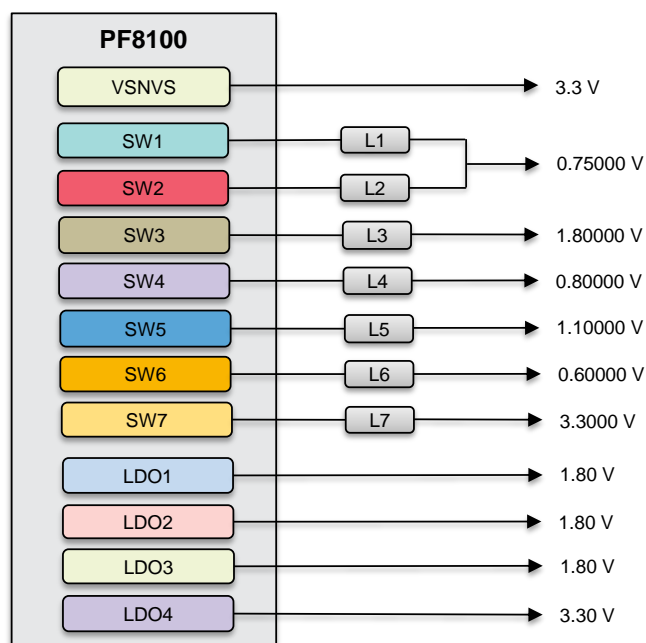 PF8100
VSNVS 3.3 V
SW1 L1
0.75000 V
SW2 L2
SW3 L3 1.80000 V
SW4 L4 0.80000 V
SW5 L5 1.10000 V
SW6 L6 0.60000 V
SW7 L7 3.3000 V
LDO1 1.80 V
LDO2 1.80 V
LDO3 1.80 V
LDO4 3.30 V